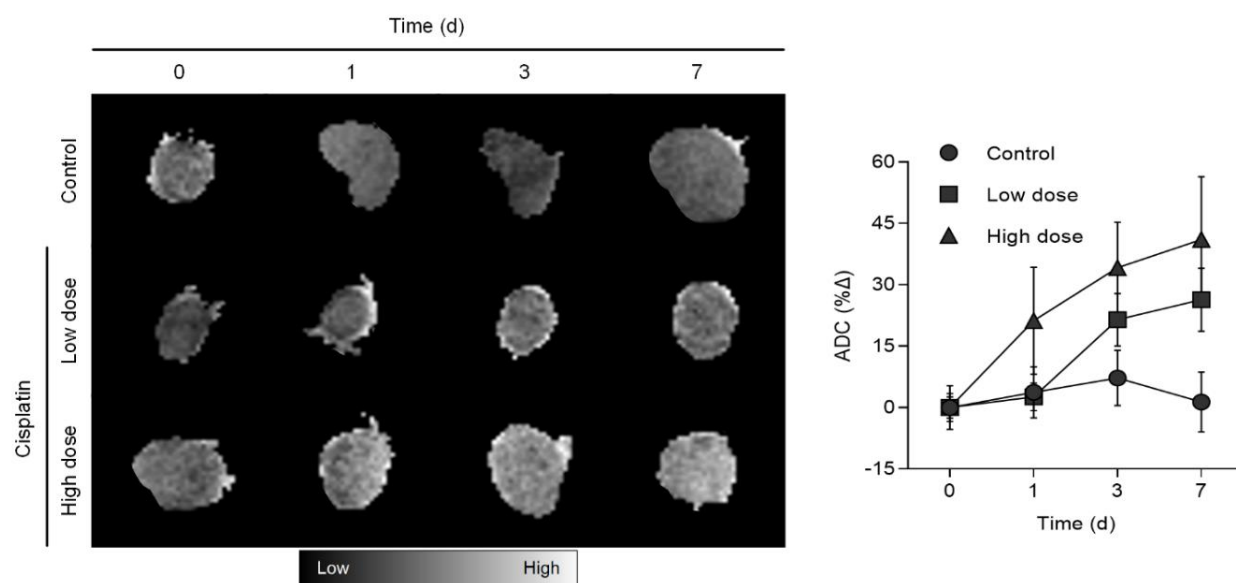 Time (d)
0 1 3 7
Control
Cisplatin
Low dose
High dose
Low High
ADC (%Δ)
60
45
30
15
0
-15
Control
Low dose
High dose
0 1 3 7
Time (d)